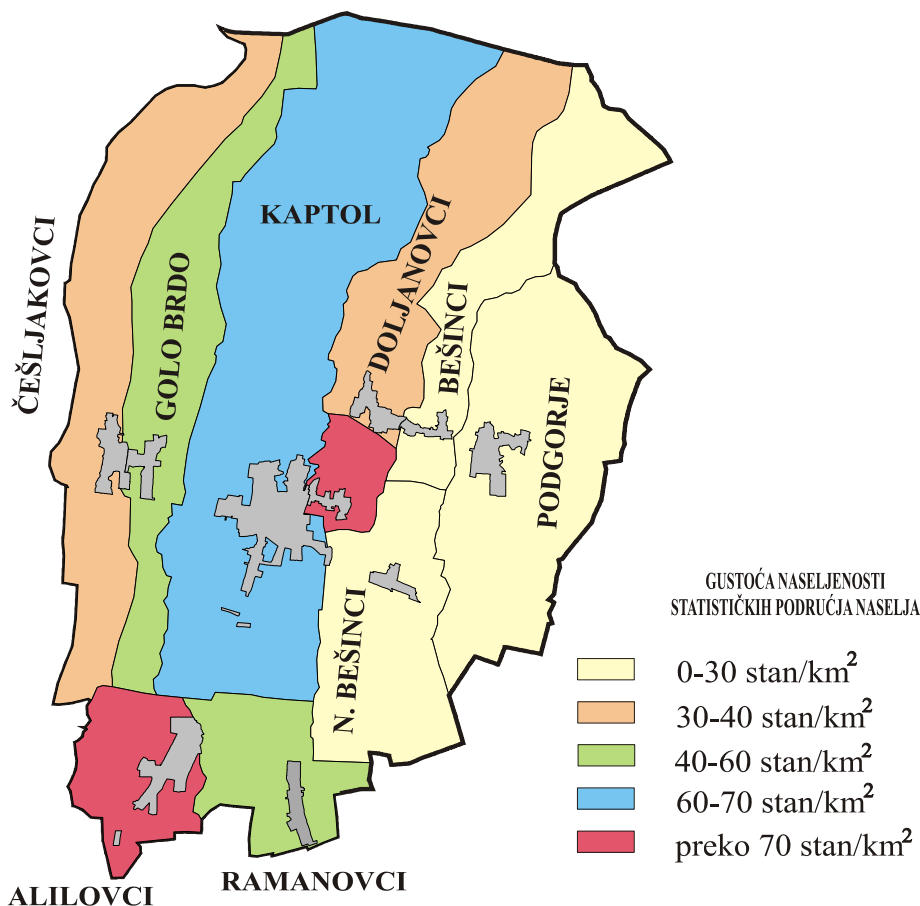 KAPTOL
DOLJANOVCI
ČEŠLJAKOVCI
GOLO BRDO
BEŠINCI
PODGORJE
N. BEŠINCI
GUSTOĆA NASELJENOSTI
STATISTIČKIH PODRUĆJA NASELJA
0-30 stan/km²
30-40 stan/km²
40-60 stan/km²
60-70 stan/km²
preko 70 stan/km²
RAMANOVCI
ALILOVCI